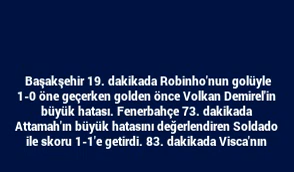 Başakşehir 19. dakikada Robinho'nun golüyle
1-0 öne geçerken golden önce Volkan Demirel'in
büyük hatası. Fenerbahçe 73. dakikada
Attamah'ın büyük hatasını değerlendiren Soldado
ile skoru 1-1'e getirdi. 83. dakikada Visca'nın